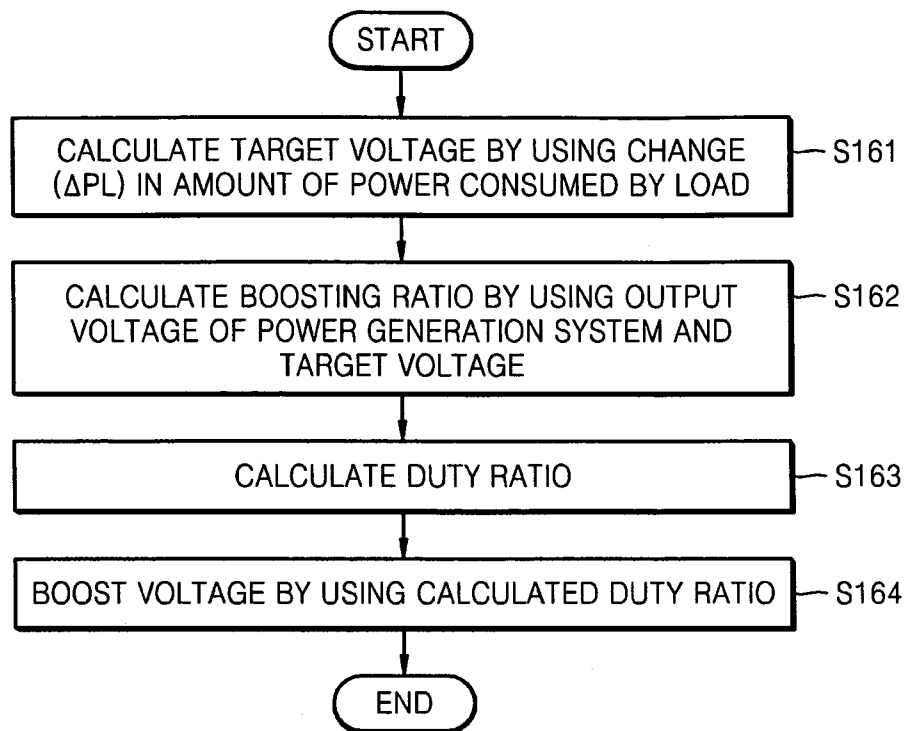 START
CALCULATE TARGET VOLTAGE BY USING CHANGE
(ΔPL) IN AMOUNT OF POWER CONSUMED BY LOAD
S161
CALCULATE BOOSTING RATIO BY USING OUTPUT
VOLTAGE OF POWER GENERATION SYSTEM AND
TARGET VOLTAGE
S162
CALCULATE DUTY RATIO
S163
BOOST VOLTAGE BY USING CALCULATED DUTY RATIO
S164
END